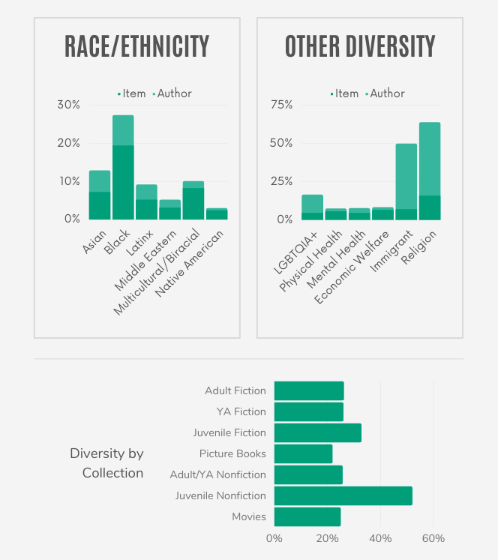 RACE/ETHNICITY
Item Author
30%
20%
10%
0%
Asian
Black
Latinx
Middle Eastern
Multicultural/Biracial
Native American
OTHER DIVERSITY
Item Author
75%
50%
25%
0%
LGBTQIA+
Physical Health
Mental Health
Economic Welfare
Immigrant
Religion
Diversity by
Collection
Adult Fiction
YA Fiction
Juvenile Fiction
Picture Books
Adult/YA Nonfiction
Juvenile Nonfiction
Movies
0% 20% 40% 60%